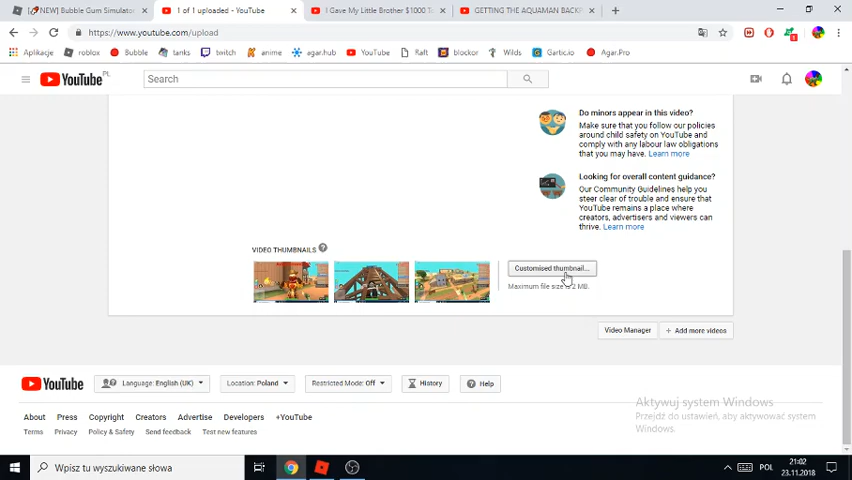 [🚀NEW] Bubble Gum Simulator
1 of 1 uploaded - YouTube
I Gave My Little Brother $1000 T
GETTING THE AQUAMAN BACKP
https://www.youtube.com/upload
Aplikacje
roblox
Bubble
tanks
twitch
anime
agar.hub
YouTube
Raft
blockor
Wilds
Gartic.io
Agar.Pro
YouTube PL
Search
Do minors appear in this video?
Make sure that you follow our policies
around child safety on YouTube and
comply with any labour law obligations
that you may have. Learn more
Looking for overall content guidance?
Our Community Guidelines help you
steer clear of trouble and ensure that
YouTube remains a place where
creators, advertisers and viewers can
thrive. Learn more
VIDEO THUMBNAILS ?
Customised thumbnail...
Maximum file size is 2 MB.
Video Manager
+ Add more videos
YouTube
Language: English (UK)
Location: Poland
Restricted Mode: Off
History
Help
About Press Copyright Creators Advertise Developers +YouTube
Terms Privacy Policy & Safety Send feedback Test new features
Aktywuj system Windows
Przejdź do ustawień, aby aktywować system
Windows.
Wpisz tu wyszukiwane słowa
POL
21:02
23.11.2018